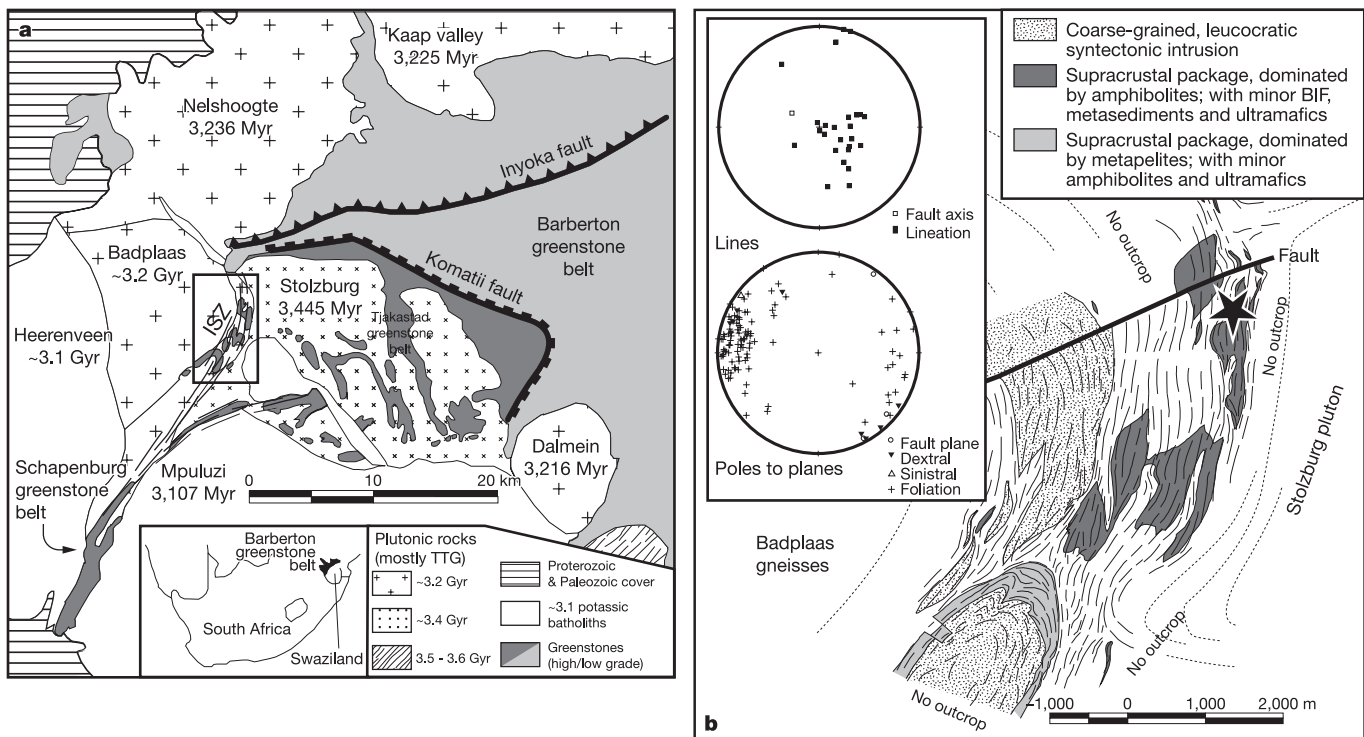 a
Kaap valley
3,225 Myr
Nelshoogte
3,236 Myr
Inyoka fault
Barberton
greenstone
belt
Badplaas
~3.2 Gyr
Komatii fault
Stolzburg
3,445 Myr
ISZ
Tjakastad
greenstone
belt
Heerenveen
~3.1 Gyr
Dalmein
3,216 Myr
Schapenburg
greenstone
belt
Mpuluzi
3,107 Myr
0 10 20 km
Barberton
greenstone
belt
South Africa
Swaziland
Plutonic rocks
(mostly TTG)
~3.2 Gyr
~3.4 Gyr
3.5 - 3.6 Gyr
Proterozoic
& Paleozoic cover
~3.1 potassic
batholiths
Greenstones
(high/low grade)
b
Fault axis
Lineation
Lines
Fault plane
Dextral
Sinistral
Foliation
Poles to planes
Coarse-grained, leucocratic
syntectonic intrusion
Supracrustal package, dominated
by amphibolites; with minor BIF,
metasediments and ultramafics
Supracrustal package, dominated
by metapelites; with minor
amphibolites and ultramafics
No outcrop
Fault
No outcrop
Stolzburg pluton
Badplaas
gneisses
No outcrop
No outcrop
–1,000 0 1,000 2,000 m